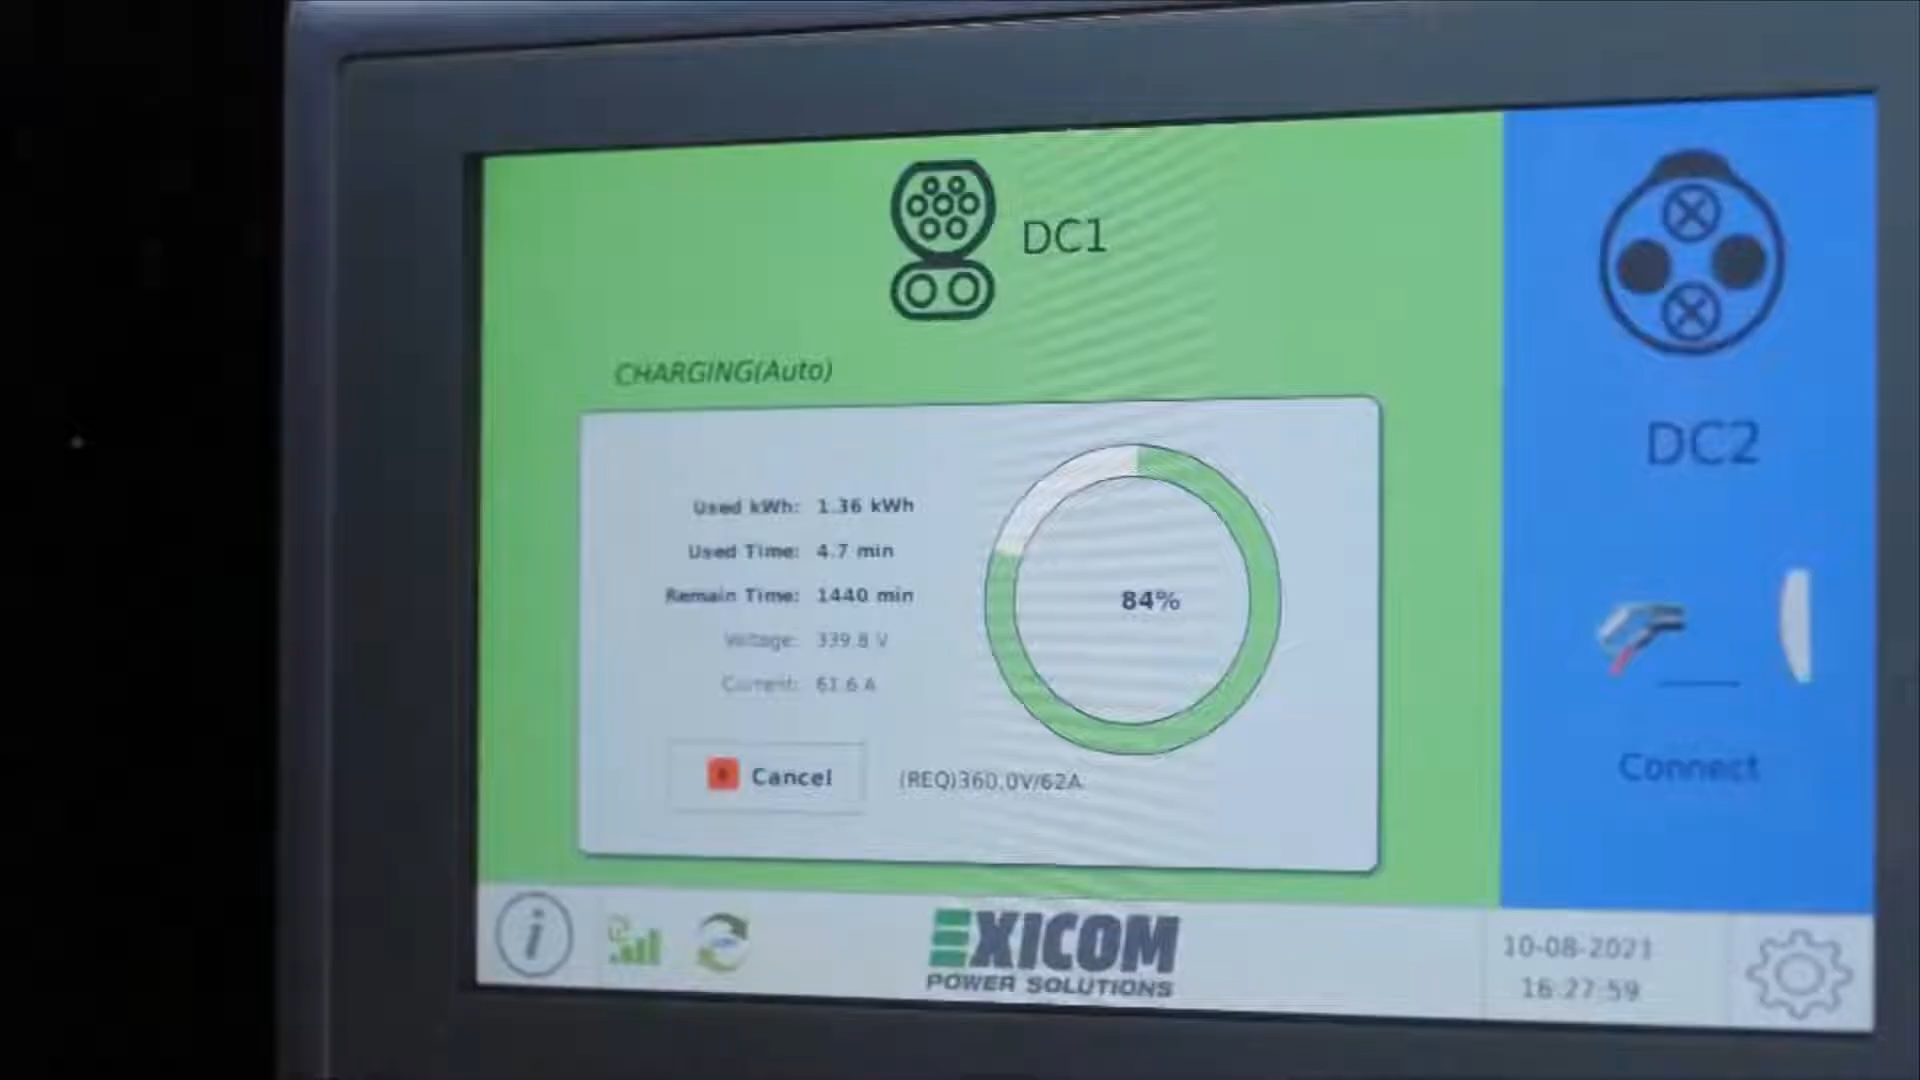 DC1
CHARGING(Auto)
Used kWh: 1.36 kWh
Used Time: 4.7 min
Remain Time: 1440 min
Voltage: 339.8 V
Current: 61.6 A
84%
Cancel
(REQ)360.0V/62A
DC2
Connect
i
EXICOM
POWER SOLUTIONS
10-08-2021
16:27:59